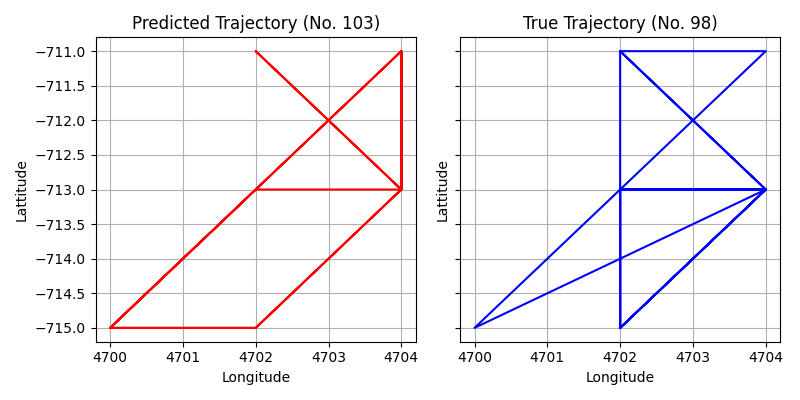 Predicted Trajectory (No. 103)
True Trajectory (No. 98)
−711.0
−711.5
−712.0
−712.5
−713.0
−713.5
−714.0
−714.5
−715.0
Lattitude
Lattitude
4700 4701 4702 4703 4704
4700 4701 4702 4703 4704
Longitude
Longitude